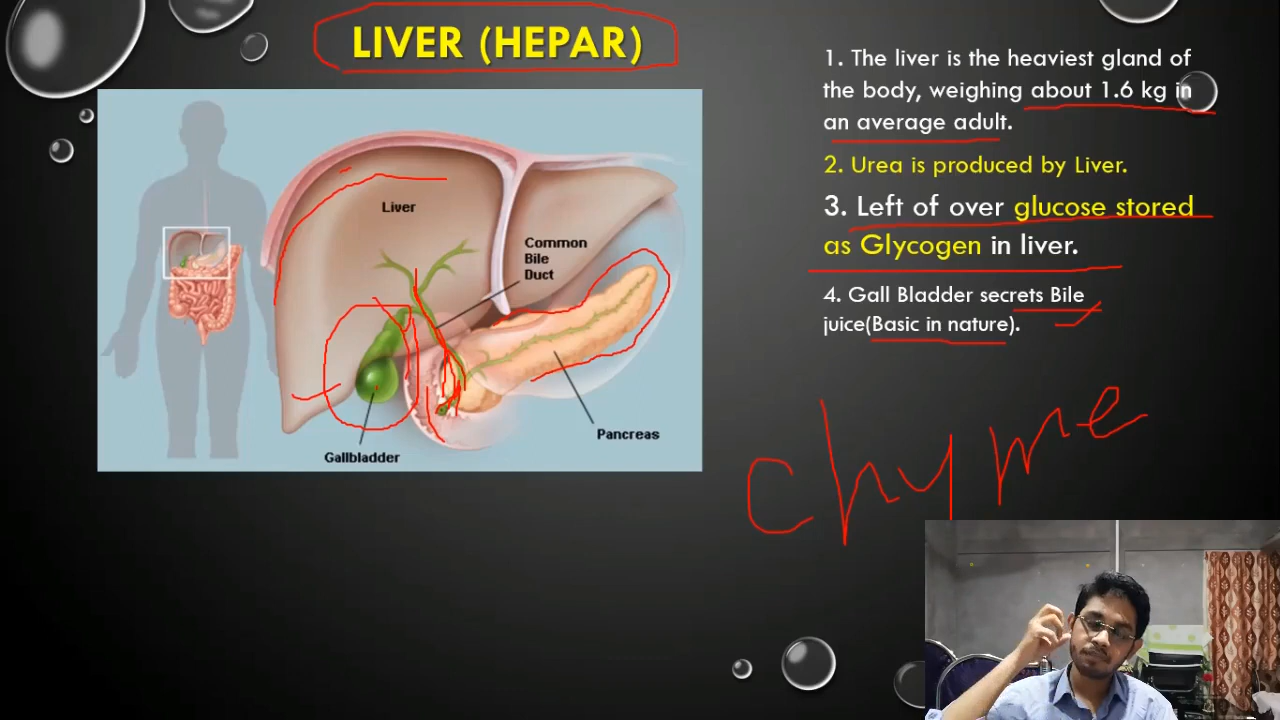 LIVER (HEPAR)
Liver
Common
Bile
Duct
Pancreas
Gallbladder
1. The liver is the heaviest gland of
the body, weighing about 1.6 kg in
an average adult.
2. Urea is produced by Liver.
3. Left of over glucose stored
as Glycogen in liver.
4. Gall Bladder secrets Bile
juice(Basic in nature).
chyme